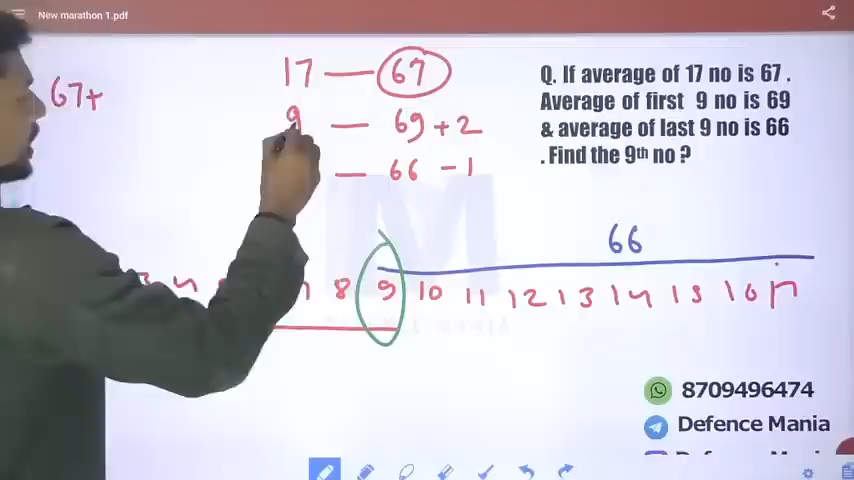 New marathon 1.pdf
67+
17 — 67
9 — 69 +2
— 66 -1
Q. If average of 17 no is 67 .
Average of first 9 no is 69
& average of last 9 no is 66
. Find the 9th no ?
66
8 9 10 11 12 13 14 15 16 17
8709496474
Defence Mania